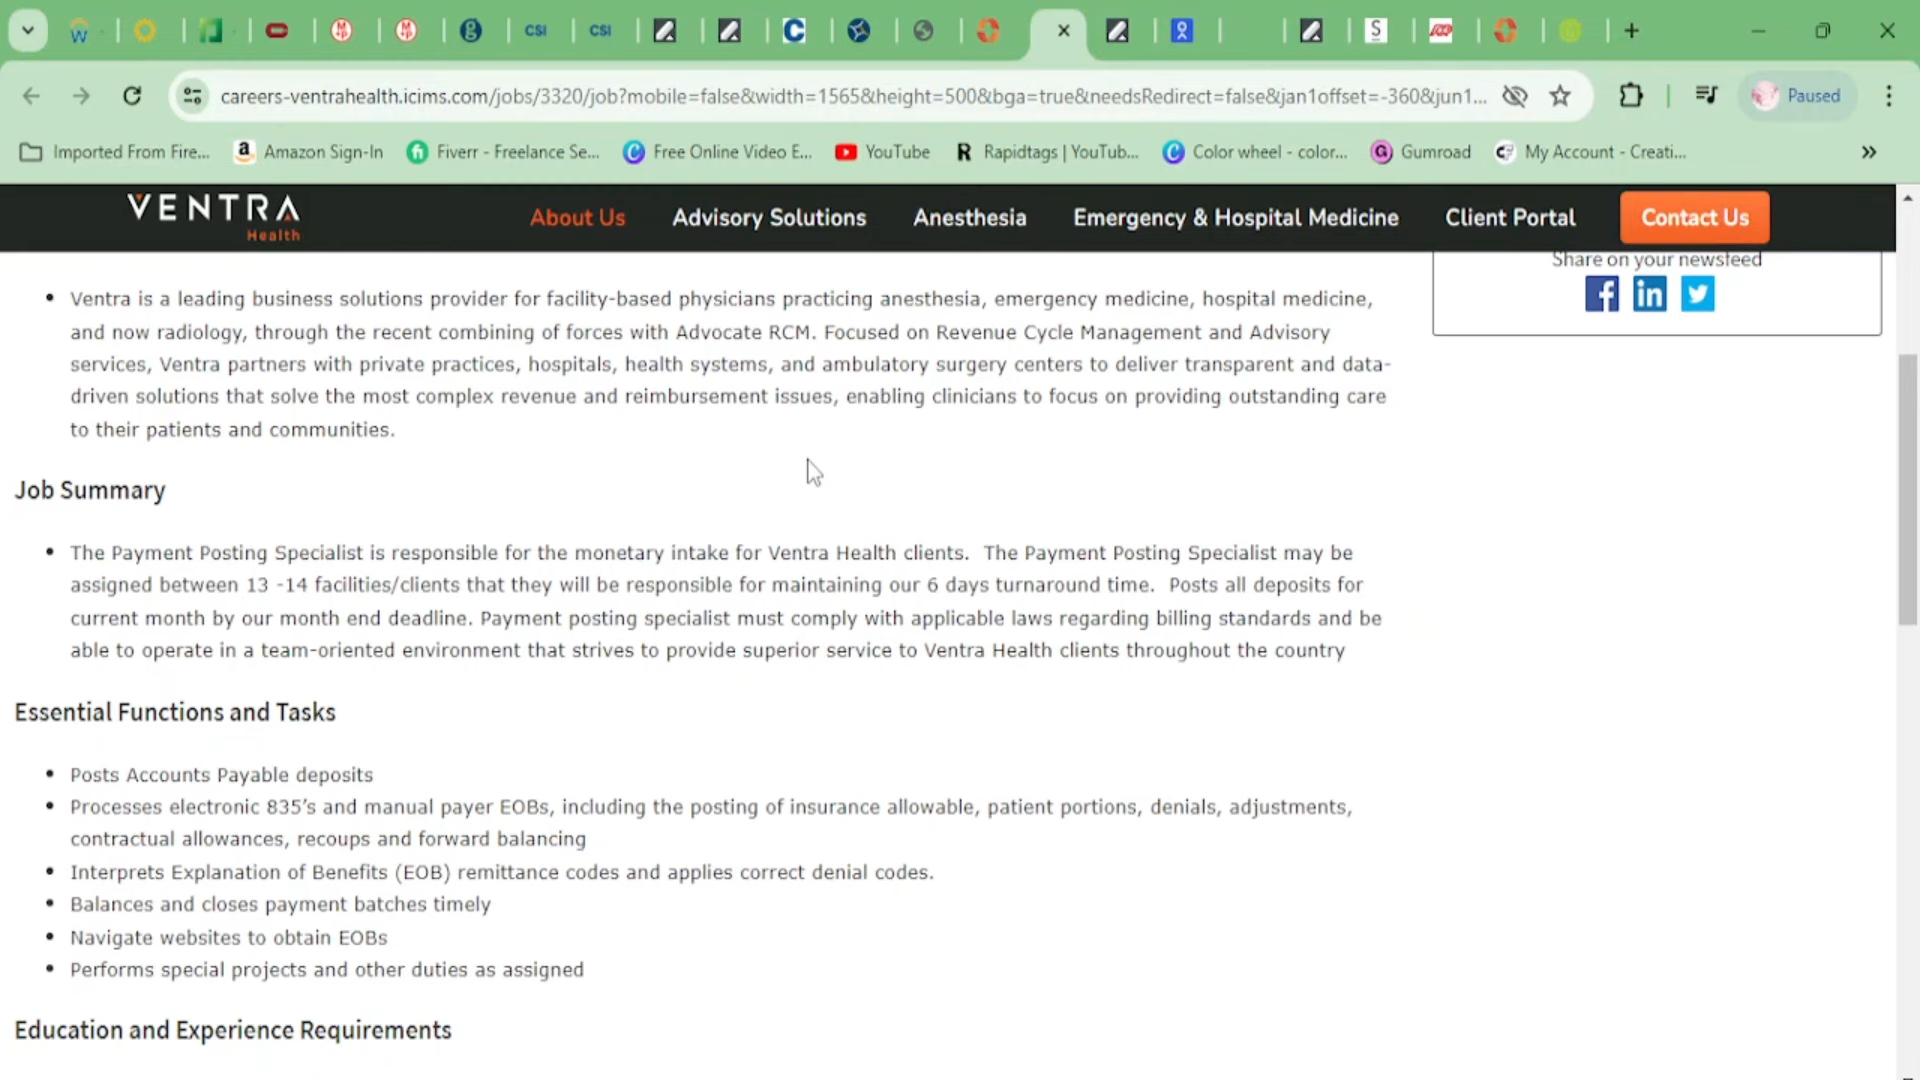 CSI
CSI
careers-ventrahealth.icims.com/jobs/3320/job?mobile=false&width=1565&height=500&bga=true&needsRedirect=false&jan1offset=-360&jun1...
Paused
Imported From Fire...
Amazon Sign-In
Fiverr - Freelance Se...
Free Online Video E...
YouTube
Rapidtags | YouTub...
Color wheel - color...
Gumroad
My Account - Creati...
VENTRA
Health
About Us
Advisory Solutions
Anesthesia
Emergency & Hospital Medicine
Client Portal
Contact Us
Share on your newsfeed
• Ventra is a leading business solutions provider for facility-based physicians practicing anesthesia, emergency medicine, hospital medicine,
and now radiology, through the recent combining of forces with Advocate RCM. Focused on Revenue Cycle Management and Advisory
services, Ventra partners with private practices, hospitals, health systems, and ambulatory surgery centers to deliver transparent and data-
driven solutions that solve the most complex revenue and reimbursement issues, enabling clinicians to focus on providing outstanding care
to their patients and communities.
Job Summary
• The Payment Posting Specialist is responsible for the monetary intake for Ventra Health clients.  The Payment Posting Specialist may be
assigned between 13 -14 facilities/clients that they will be responsible for maintaining our 6 days turnaround time.  Posts all deposits for
current month by our month end deadline. Payment posting specialist must comply with applicable laws regarding billing standards and be
able to operate in a team-oriented environment that strives to provide superior service to Ventra Health clients throughout the country
Essential Functions and Tasks
• Posts Accounts Payable deposits
• Processes electronic 835’s and manual payer EOBs, including the posting of insurance allowable, patient portions, denials, adjustments,
contractual allowances, recoups and forward balancing
• Interprets Explanation of Benefits (EOB) remittance codes and applies correct denial codes.
• Balances and closes payment batches timely
• Navigate websites to obtain EOBs
• Performs special projects and other duties as assigned
Education and Experience Requirements